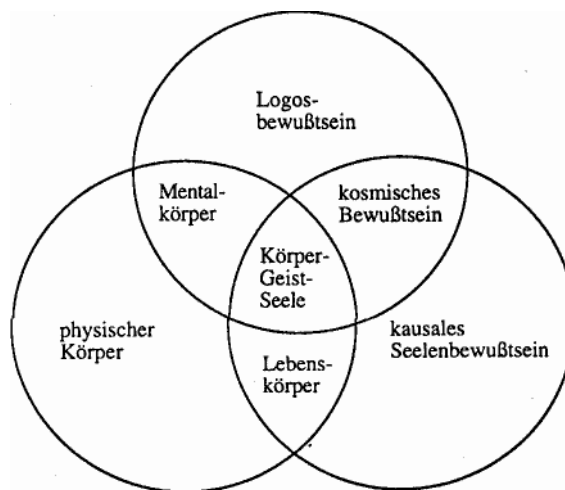 Logos-
bewußtsein
Mental-
körper
kosmisches
Bewußtsein
Körper-
Geist-
Seele
physischer
Körper
kausales
Seelenbewußtsein
Lebens-
körper